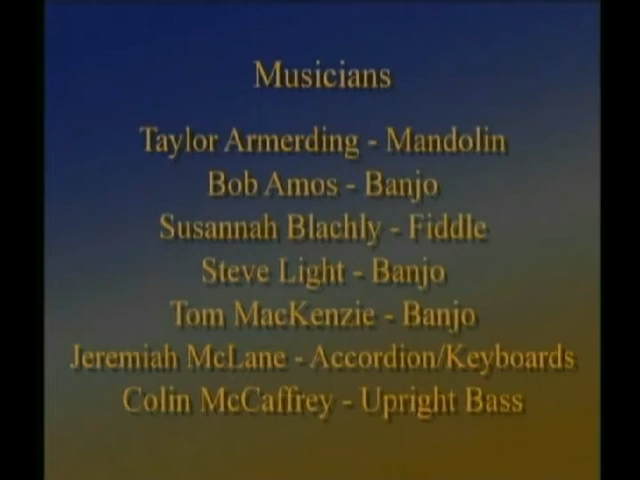 Musicians
Taylor Armerding - Mandolin
Bob Amos - Banjo
Susannah Blachly - Fiddle
Steve Light - Banjo
Tom MacKenzie - Banjo
Jeremiah McLane - Accordion/Keyboards
Colin McCaffrey - Upright Bass